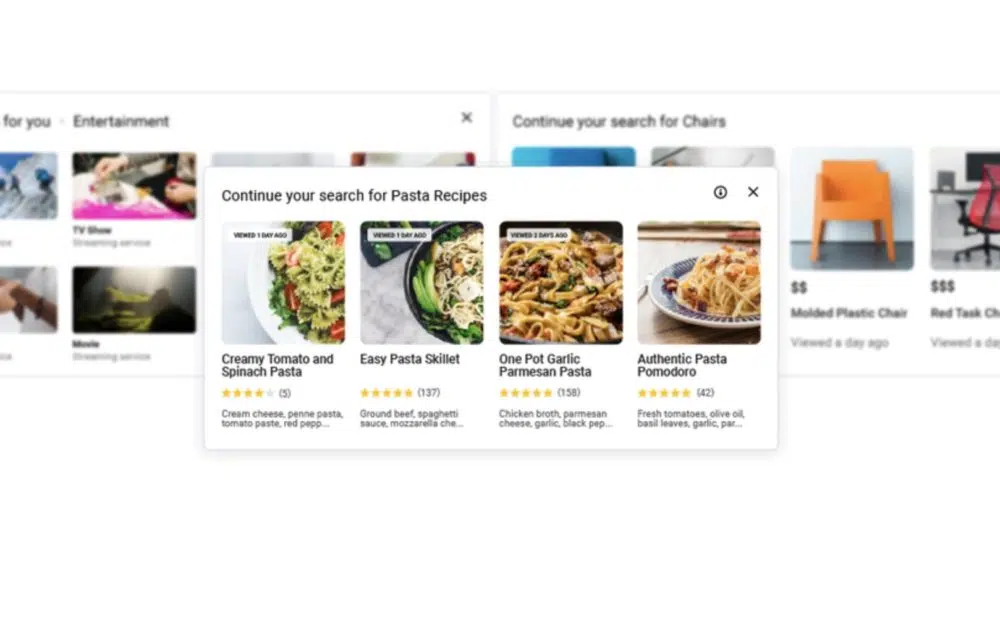 for you • Entertainment
TV Show
Streaming service
Movie
Streaming service
Continue your search for Chairs
$$
Molded Plastic Chair
Viewed a day ago
$$$
Red Task Ch
Viewed a da
Continue your search for Pasta Recipes
VIEWED 1 DAY AGO
Creamy Tomato and
Spinach Pasta
(5)
Cream cheese, penne pasta,
tomato paste, red pepp...
VIEWED 1 DAY AGO
Easy Pasta Skillet
(137)
Ground beef, spaghetti
sauce, mozzarella che...
VIEWED 2 DAYS AGO
One Pot Garlic
Parmesan Pasta
(158)
Chicken broth, parmesan
cheese, garlic, black pep...
Authentic Pasta
Pomodoro
(42)
Fresh tomatoes, olive oil,
basil leaves, garlic, par...